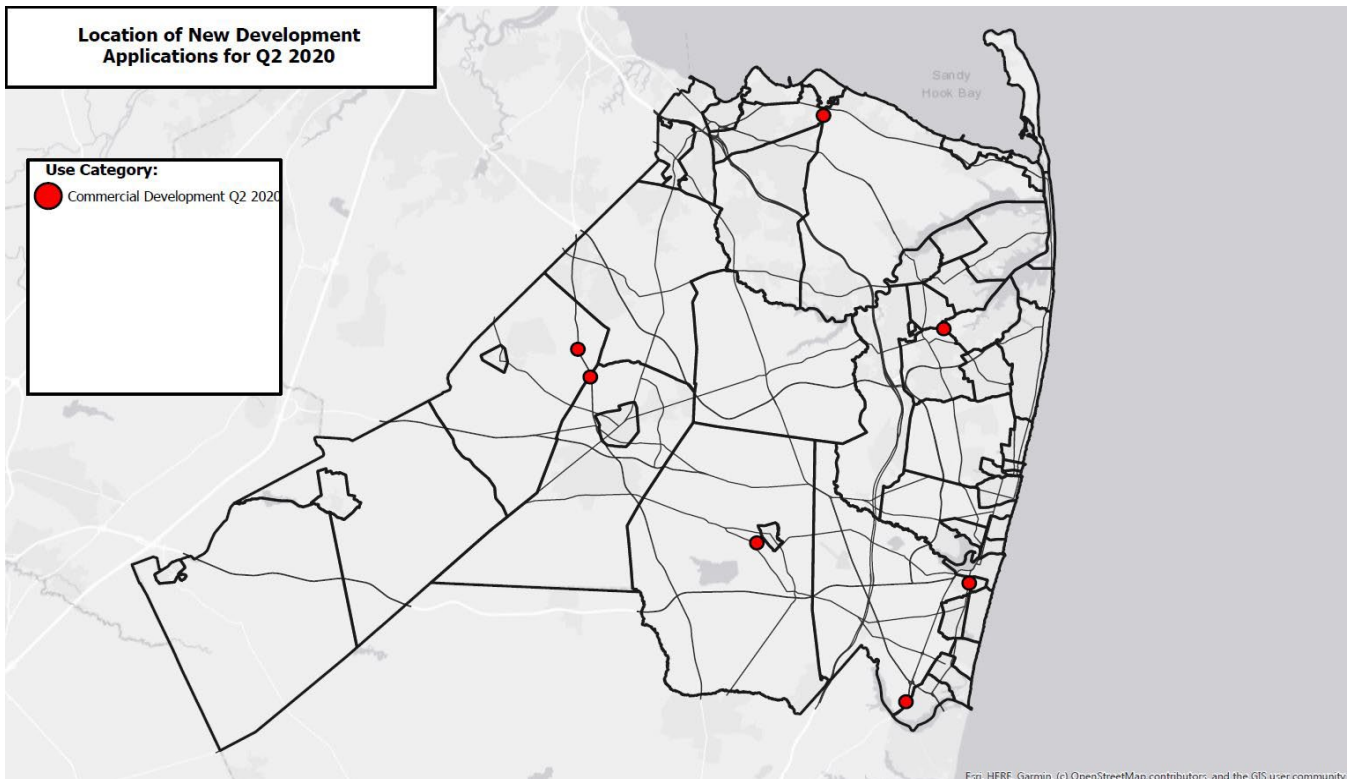 Location of New Development
Applications for Q2 2020
Sandy
Hook Bay
Use Category:
Commercial Development Q2 2020
Esri, HERE, Garmin, (c) OpenStreetMap contributors, and the GIS user community